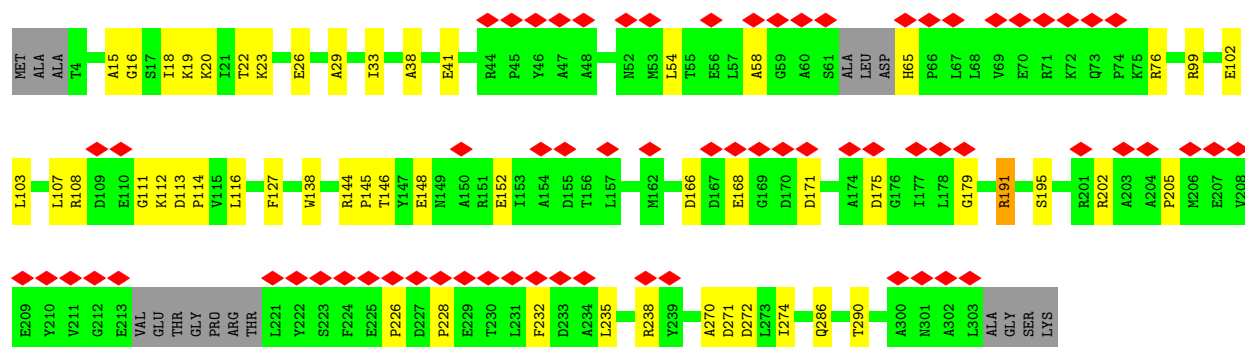 MET ALA ALA T4 A15 G16 S17 I18 K19 K20 I21 T22 K23 E26 A29 I33 A38 E41 R44 P45 Y46 A47 A48 N52 M53 L54 T55 E56 L57 A58 G59 A60 S61 ALA LEU ASP H65 P66 L67 L68 V69 E70 R71 K72 Q73 P74 K75 R76 R99 E102
L103 L107 R108 D109 E110 G111 K112 D113 P114 V115 L116 F127 W138 R144 P145 T146 Y147 E148 N149 A150 R151 E152 I153 A154 D155 T156 L157 M162 D166 D167 E168 G169 D170 D171 A174 D175 G176 I177 L178 G179 R191 S195 R201 R202 A203 A204 P205 M206 E207 V208
E209 Y210 V211 G212 E213 VAL GLU THR GLY PRO ARG THR L221 Y222 S223 F224 E225 P226 D227 P228 E229 T230 L231 F232 D233 A234 L235 R238 Y239 A270 D271 D272 L273 I274 Q286 T290 A300 N301 A302 L303 ALA GLY SER LYS